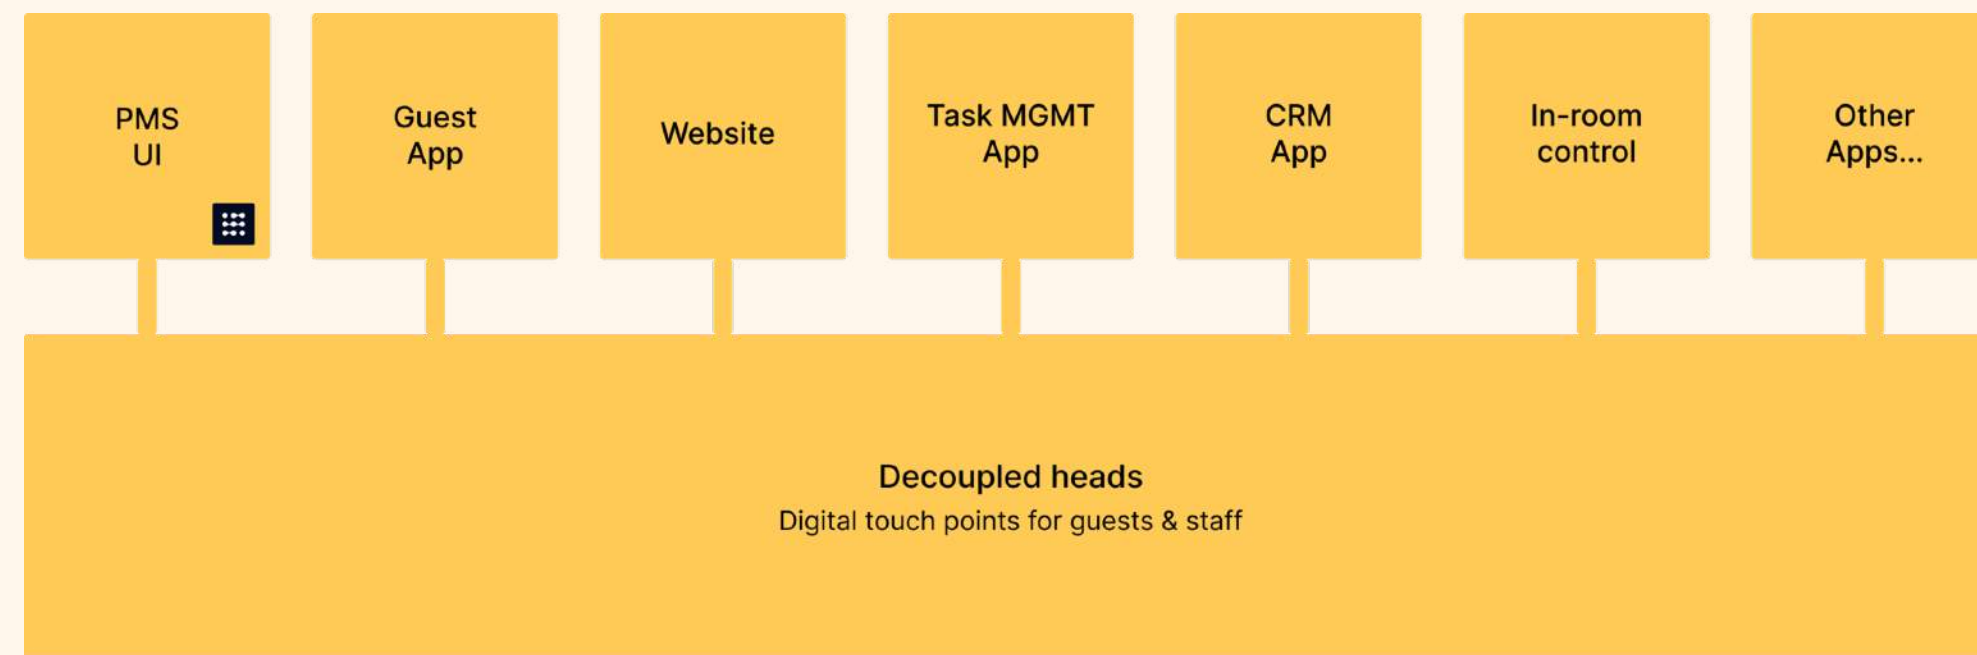 PMS
UI
Guest
App
Website
Task MGMT
App
CRM
App
In-room
control
Other
Apps...
Decoupled heads
Digital touch points for guests & staff